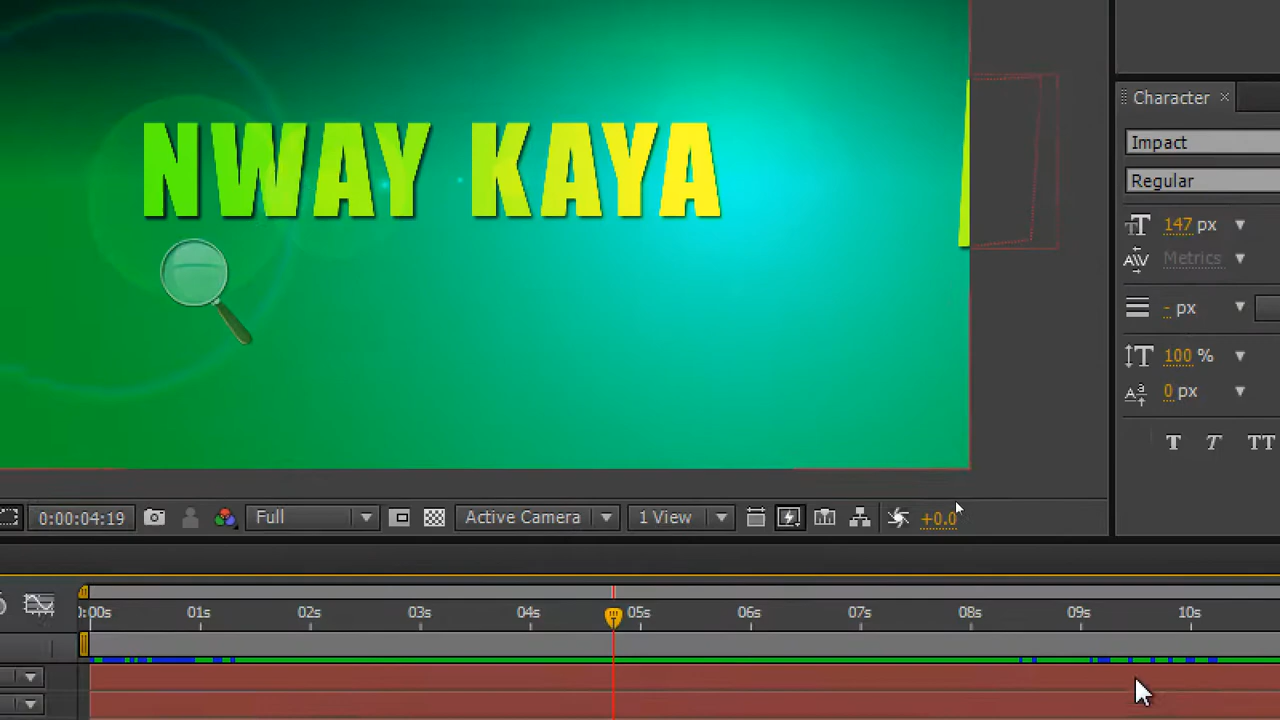 NWAY KAYA
Character
Impact
Regular
147 px
Metrics
- px
100 %
0 px
T T TT
0:00:04:19 Full Active Camera 1 View +0.0
0:00s 01s 02s 03s 04s 05s 06s 07s 08s 09s 10s